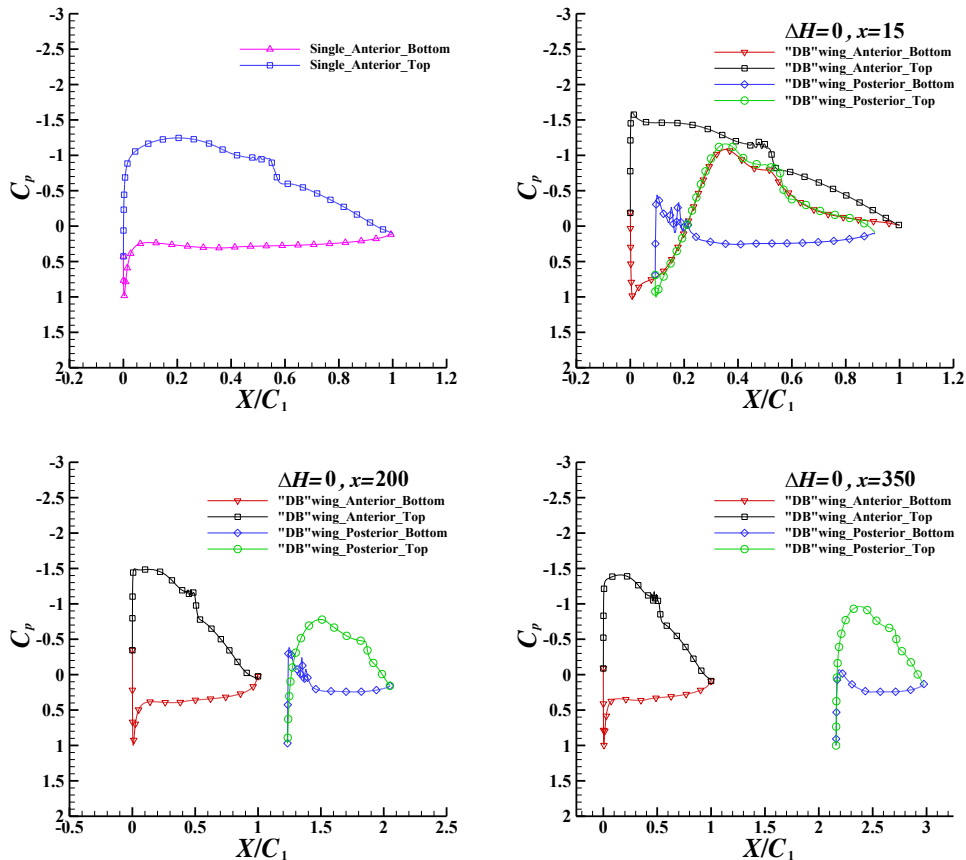 -3
-2.5
-2
-1.5
-1
-0.5
0
0.5
1
1.5
2
Cp
-0.2 0 0.2 0.4 0.6 0.8 1 1.2
X/C1
Single_Anterior_Bottom
Single_Anterior_Top
-3
-2.5
-2
-1.5
-1
-0.5
0
0.5
1
1.5
2
Cp
-0.2 0 0.2 0.4 0.6 0.8 1 1.2
X/C1
ΔH=0 , x=15
"DB"wing_Anterior_Bottom
"DB"wing_Anterior_Top
"DB"wing_Posterior_Bottom
"DB"wing_Posterior_Top
-3
-2.5
-2
-1.5
-1
-0.5
0
0.5
1
1.5
2
Cp
-0.5 0 0.5 1 1.5 2 2.5
X/C1
ΔH=0 , x=200
"DB"wing_Anterior_Bottom
"DB"wing_Anterior_Top
"DB"wing_Posterior_Bottom
"DB"wing_Posterior_Top
-3
-2.5
-2
-1.5
-1
-0.5
0
0.5
1
1.5
2
Cp
0 0.5 1 1.5 2 2.5 3
X/C1
ΔH=0 , x=350
"DB"wing_Anterior_Bottom
"DB"wing_Anterior_Top
"DB"wing_Posterior_Bottom
"DB"wing_Posterior_Top